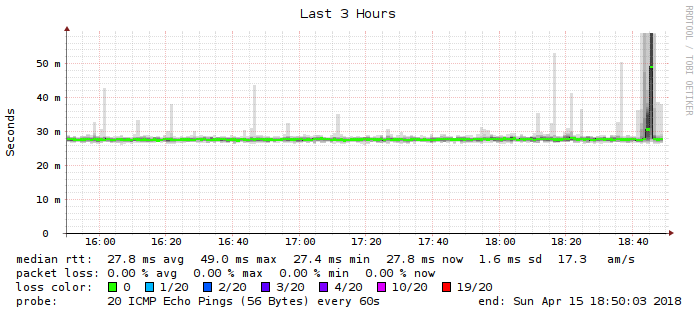 Last 3 Hours
RRDTOOL / TOBI OETIKER
Seconds
50 m
40 m
30 m
20 m
10 m
0
16:00 16:20 16:40 17:00 17:20 17:40 18:00 18:20 18:40
median rtt: 27.8 ms avg 49.0 ms max 27.4 ms min 27.8 ms now 1.6 ms sd 17.3 am/s
packet loss: 0.00 % avg 0.00 % max 0.00 % min 0.00 % now
loss color: 0 1/20 2/20 3/20 4/20 10/20 19/20
probe: 20 ICMP Echo Pings (56 Bytes) every 60s end: Sun Apr 15 18:50:03 2018